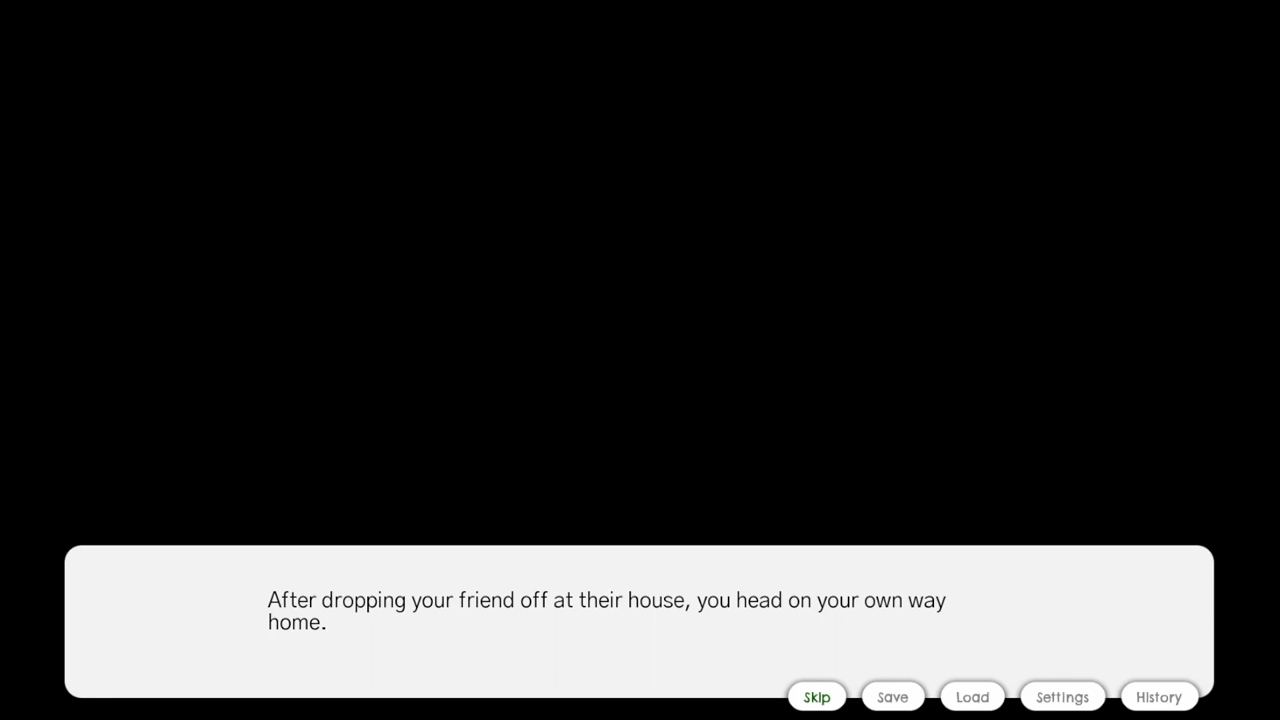 After dropping your friend off at their house, you head on your own way
home.
Skip Save Load Settings History